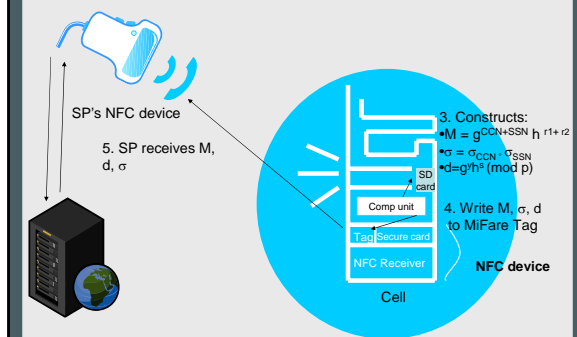 SP's NFC device
5. SP receives M,
d, σ
3. Constructs:
•M = g^CCN+SSN h^r1+r2
•σ = σ_CCN · σ_SSN
•d=g^y h^s (mod p)
SD
card
Comp unit
4. Write M, σ, d
to MiFare Tag
Tag Secure card
NFC Receiver
NFC device
Cell